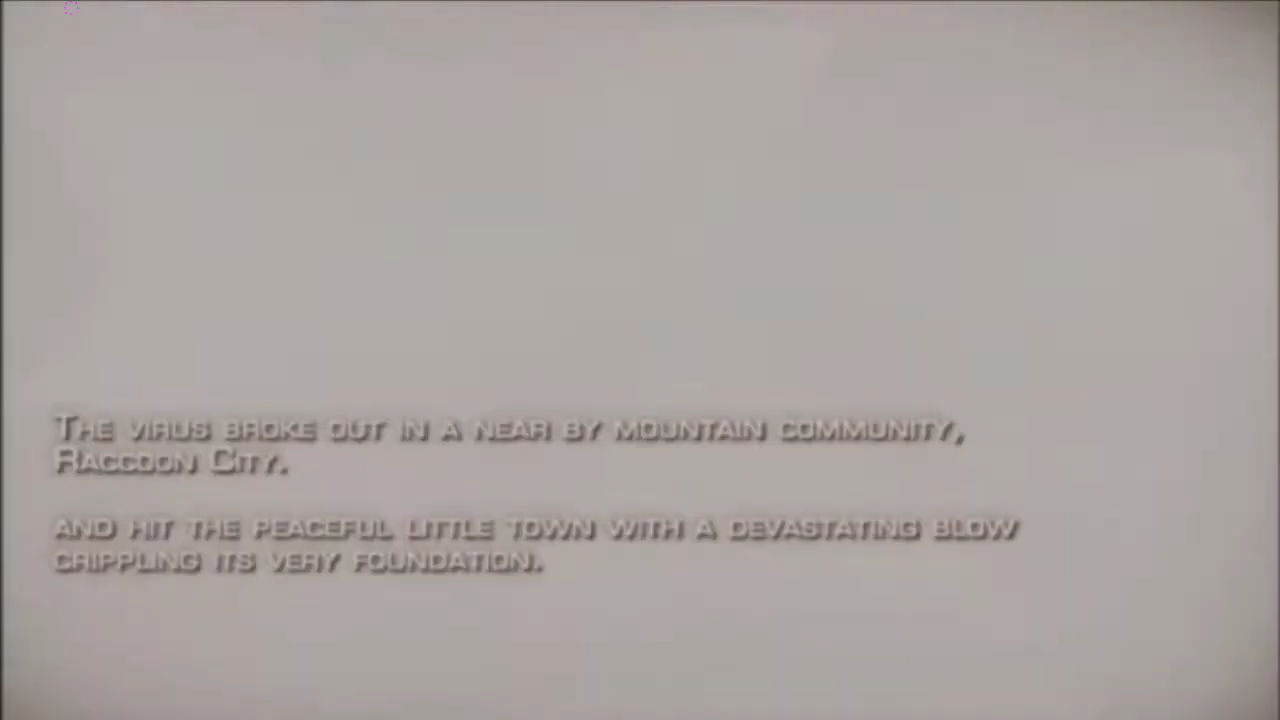 The virus broke out in a near by mountain community,
Raccoon City.
and hit the peaceful little town with a devastating blow
crippling its very foundation.